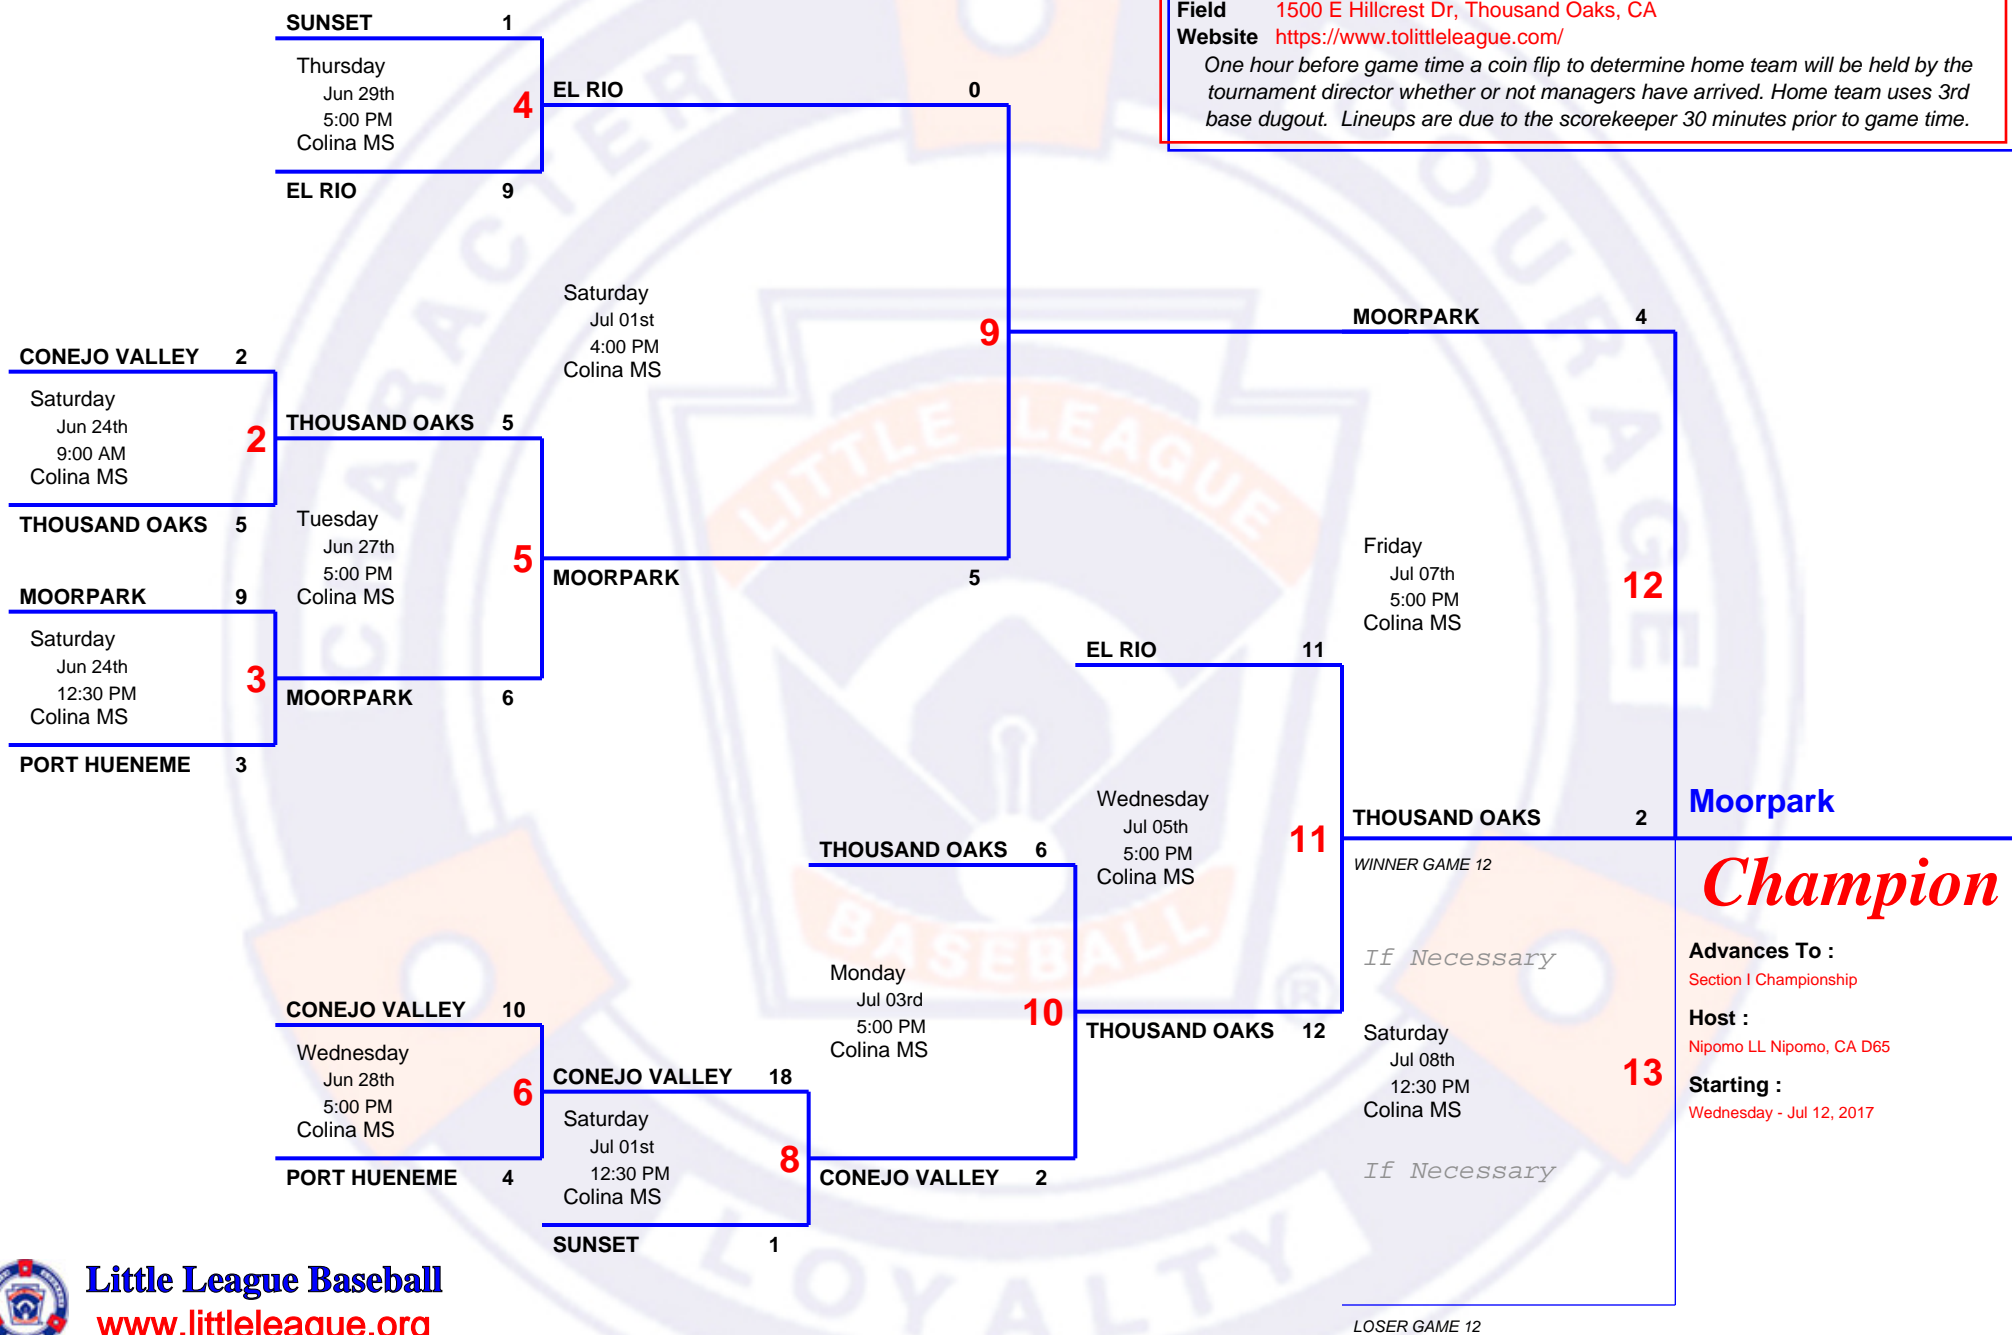 Field 1500 E Hillcrest Dr, Thousand Oaks, CA
Website https://www.tolittleleague.com/
One hour before game time a coin flip to determine home team will be held by the
tournament director whether or not managers have arrived. Home team uses 3rd
base dugout. Lineups are due to the scorekeeper 30 minutes prior to game time.
SUNSET 1
Thursday
Jun 29th
5:00 PM
Colina MS
4
EL RIO 9
EL RIO 0
Saturday
Jul 01st
4:00 PM
Colina MS
9
MOORPARK 5
CONEJO VALLEY 2
Saturday
Jun 24th
9:00 AM
Colina MS
2
THOUSAND OAKS 5
THOUSAND OAKS 5
Tuesday
Jun 27th
5:00 PM
Colina MS
5
MOORPARK 6
MOORPARK 9
Saturday
Jun 24th
12:30 PM
Colina MS
3
PORT HUENEME 3
MOORPARK 4
Friday
Jul 07th
5:00 PM
Colina MS
12
THOUSAND OAKS 2
WINNER GAME 12
If Necessary
Saturday
Jul 08th
12:30 PM
Colina MS
13
If Necessary
LOSER GAME 12
EL RIO 11
Wednesday
Jul 05th
5:00 PM
Colina MS
11
THOUSAND OAKS 12
THOUSAND OAKS 6
Monday
Jul 03rd
5:00 PM
Colina MS
10
CONEJO VALLEY 2
CONEJO VALLEY 10
Wednesday
Jun 28th
5:00 PM
Colina MS
6
PORT HUENEME 4
CONEJO VALLEY 18
Saturday
Jul 01st
12:30 PM
Colina MS
8
SUNSET 1
Moorpark
Champion
Advances To :
Section I Championship
Host :
Nipomo LL Nipomo, CA D65
Starting :
Wednesday - Jul 12, 2017
CHARACTER
COURAGE
LOYALTY
LITTLE LEAGUE
BASEBALL
®
Little League Baseball
www.littleleague.org